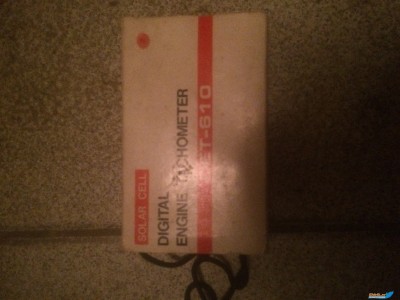 SOLAR CELL
DIGITAL
ENGINE TACHOMETER
ET-610